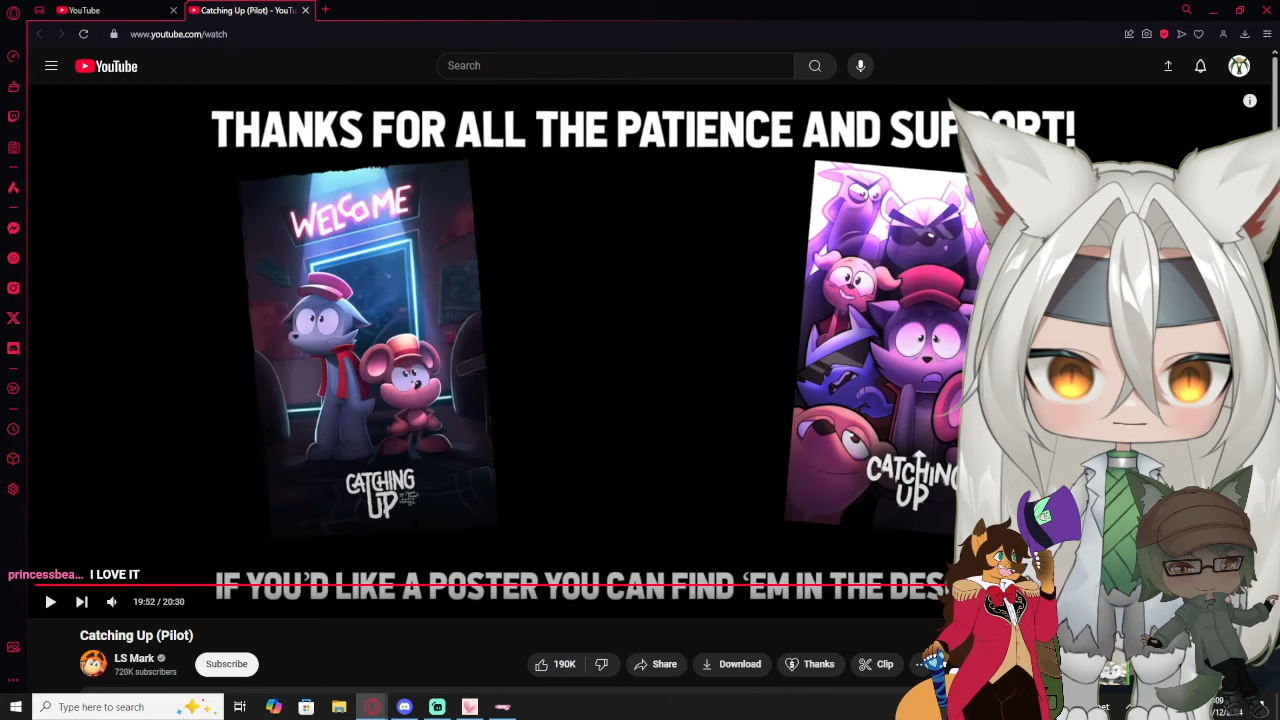 YouTube
Catching Up (Pilot) - YouTu
www.youtube.com/watch
YouTube
Search
THANKS FOR ALL THE PATIENCE AND SUPPORT!
WELCOME
CATCHING
UP
CATCHING
UP
princessbea... I LOVE IT
IF YOU'D LIKE A POSTER YOU CAN FIND 'EM IN THE DES
19:52 / 20:30
Catching Up (Pilot)
LS Mark
720K subscribers
Subscribe
190K
Share
Download
Thanks
Clip
Type here to search